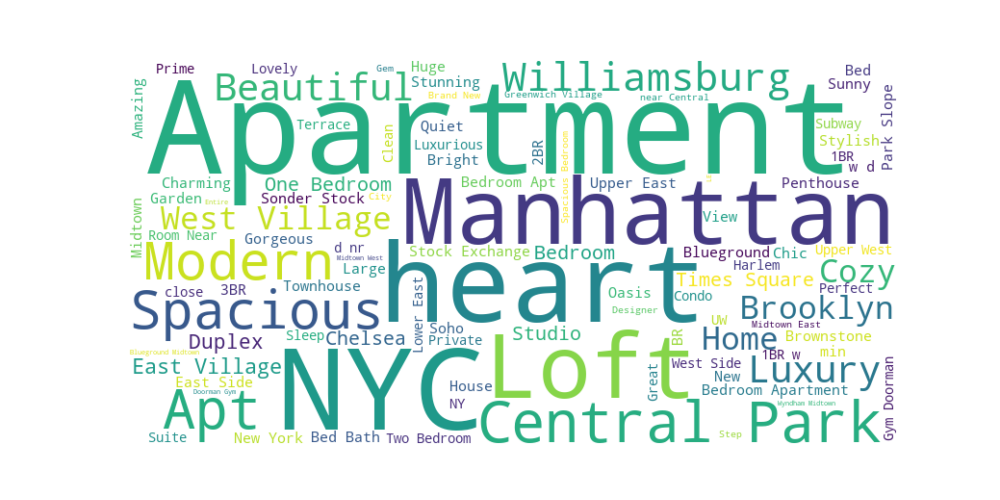 Prime
Lovely
Gem
Huge
Williamsburg
Bed
Amazing
Beautiful
Stunning
Sunny
Apartment
Brand New
Greenwich Village
near Central
Park Slope
Terrace
Clean
Quiet
Subway
Luxurious
2BR
Stylish
Bright
1BR
w d
Spacious Bedroom
Charming
One Bedroom
Bedroom Apt
Upper East
Penthouse
Manhattan
Garden
Entire
Sonder Stock
City
Midtown
West Village
View
Room Near
Gorgeous
Modern
d nr
Stock Exchange
Bedroom
Blueground
Chic
Upper West
Midtown West
heart
Large
Harlem
Times Square
Cozy
Townhouse
close
3BR
Oasis
Condo
Perfect
Spacious
Lower East
Designer
Brooklyn
UW
Midtown East
Duplex
Sleep
Chelsea
Soho
Private
Studio
BR
Home
Brownstone
min
Blueground Midtown
NYC
Loft
1BR w
East Village
West Side
Luxury
Great
New
East Side
House
Bedroom Apartment
Doorman Gym
Apt
NY
Central Park
Wyndham Midtown
Gym Doorman
Suite
New York
Bed Bath
Two Bedroom
Step